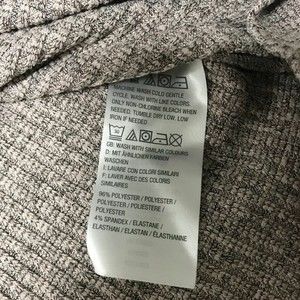 MACHINE WASH COLD GENTLE
CYCLE. WASH WITH LIKE COLORS.
ONLY NON-CHLORINE BLEACH WHEN
NEEDED. TUMBLE DRY LOW. LOW
IRON IF NEEDED
GB: WASH WITH SIMILAR COLOURS
D: MIT ÄHNLICHEN FARBEN
WASCHEN
I: LAVARE CON COLORI SIMILARI
F: LAVER AVEC DES COLORIS
SIMILAIRES
96% POLYESTER / POLYESTER /
POLYESTER / POLIESTERE /
POLYESTER
4% SPANDEX / ELASTANE /
ELASTHAN / ELASTAN / ÉLASTHANNE